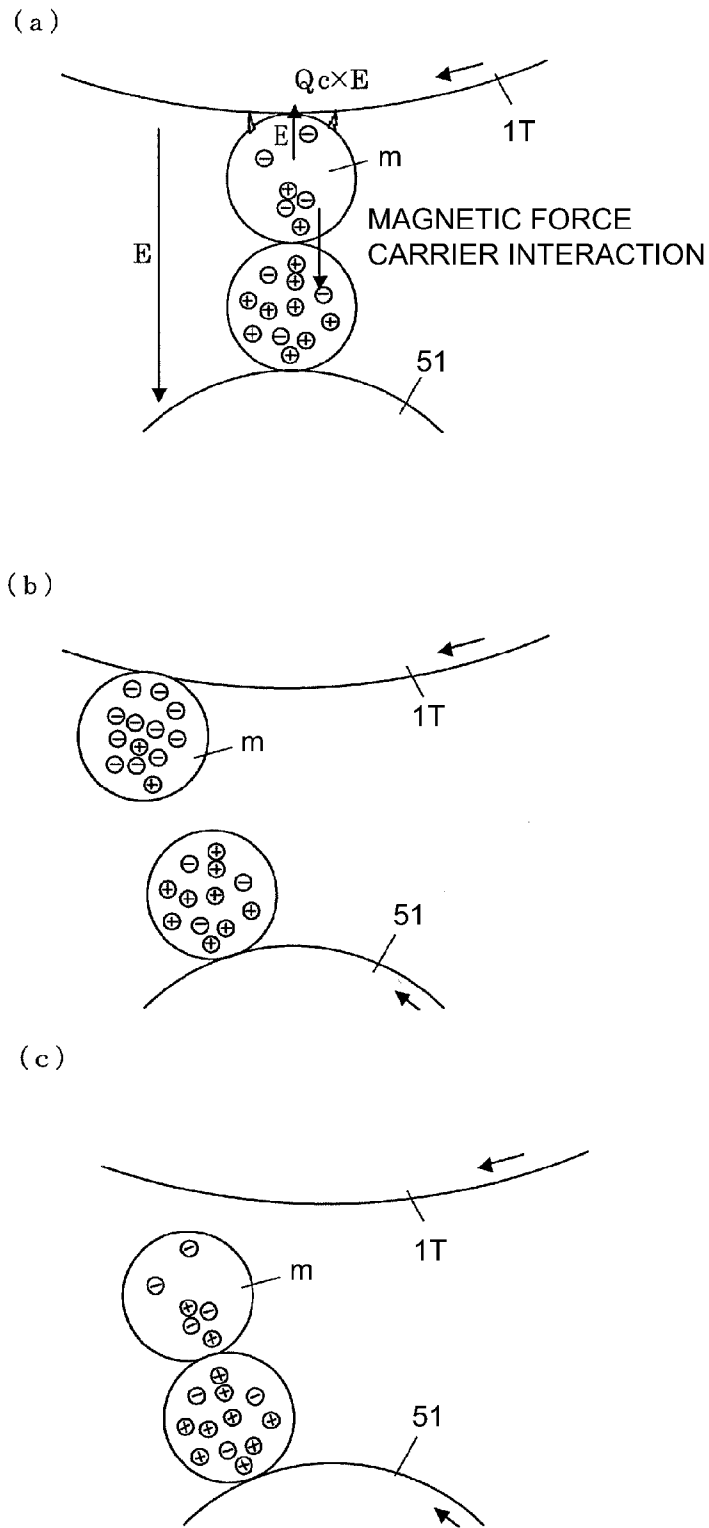 (a)
Qc×E
1T
E
m
MAGNETIC FORCE
CARRIER INTERACTION
E
51
(b)
1T
m
51
(c)
1T
m
51